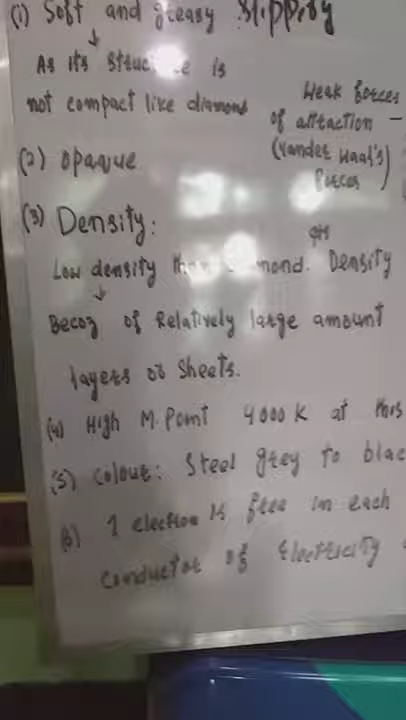 (1) Soft and greasy slippery
As its structure is
not compact like diamond
Weak forces
of attraction -
(vander Waal's
Forces)
(2) opaque
(3) Density:
Low density than diamond. Density
Becoz of Relatively large amount
layers or sheets.
(4) High M.Point 4000 K at this
(5) Colour: Steel grey to blac
(6) 1 electron is free in each
conductor of Electricity